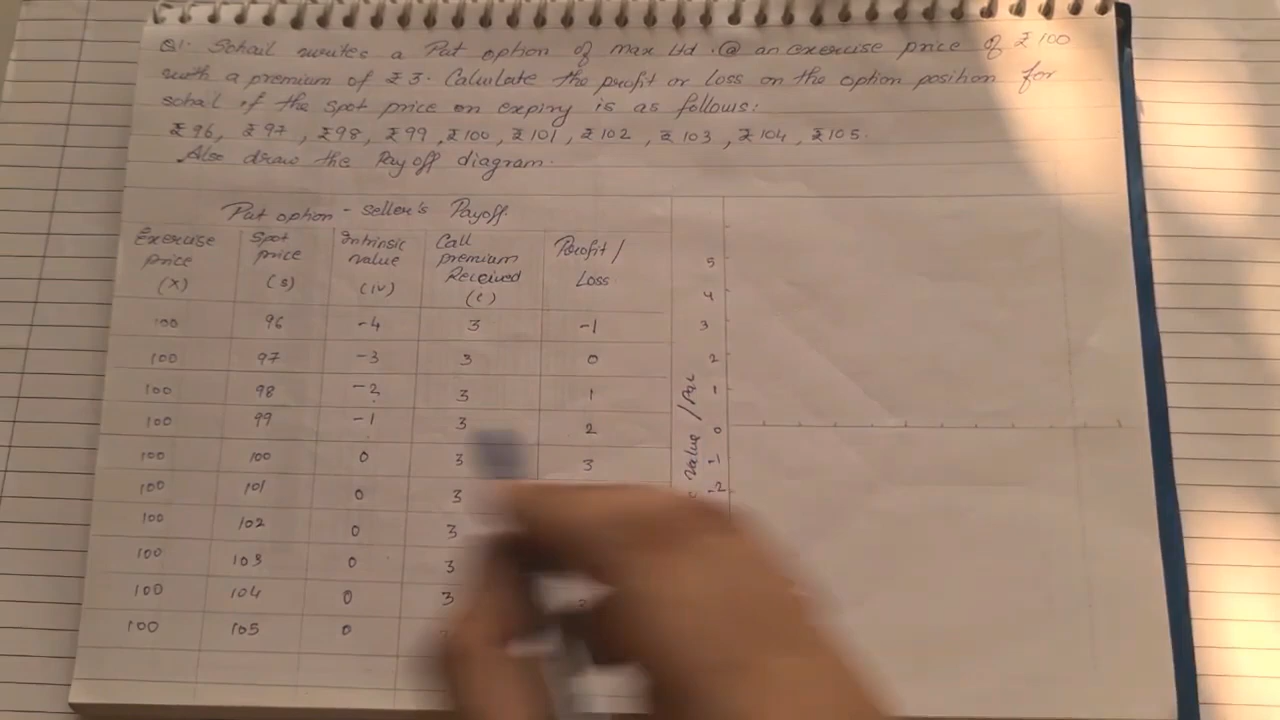 Q1. Sohail writes a Put option of Max Ltd. @ an exercise price of ₹100
with a premium of ₹3. Calculate the profit or Loss on the option position for
sohail if the spot price on expiry is as follows:
₹96, ₹97, ₹98, ₹99, ₹100, ₹101, ₹102, ₹103, ₹104, ₹105.
Also draw the Pay off diagram.
Put option - seller's Payoff.
Exercise price (X) Spot price (S) Intrinsic value (IV) Call premium Received (c) Profit / Loss
100 96 -4 3 -1
100 97 -3 3 0
100 98 -2 3 1
100 99 -1 3 2
100 100 0 3 3
100 101 0 3
100 102 0 3
100 103 0 3
100 104 0 3
100 105 0
5
4
3
2
1
0
-1
-2
Value /